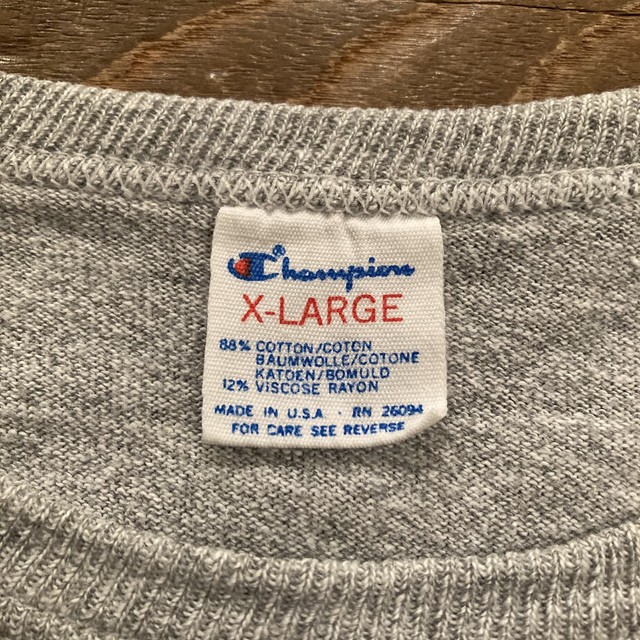 Champion®
X-LARGE
88% COTTON/COTON
BAUMWOLLE/COTONE
KATOEN/BOMULD
12% VISCOSE RAYON
MADE IN U.S.A. · RN 26094
FOR CARE SEE REVERSE